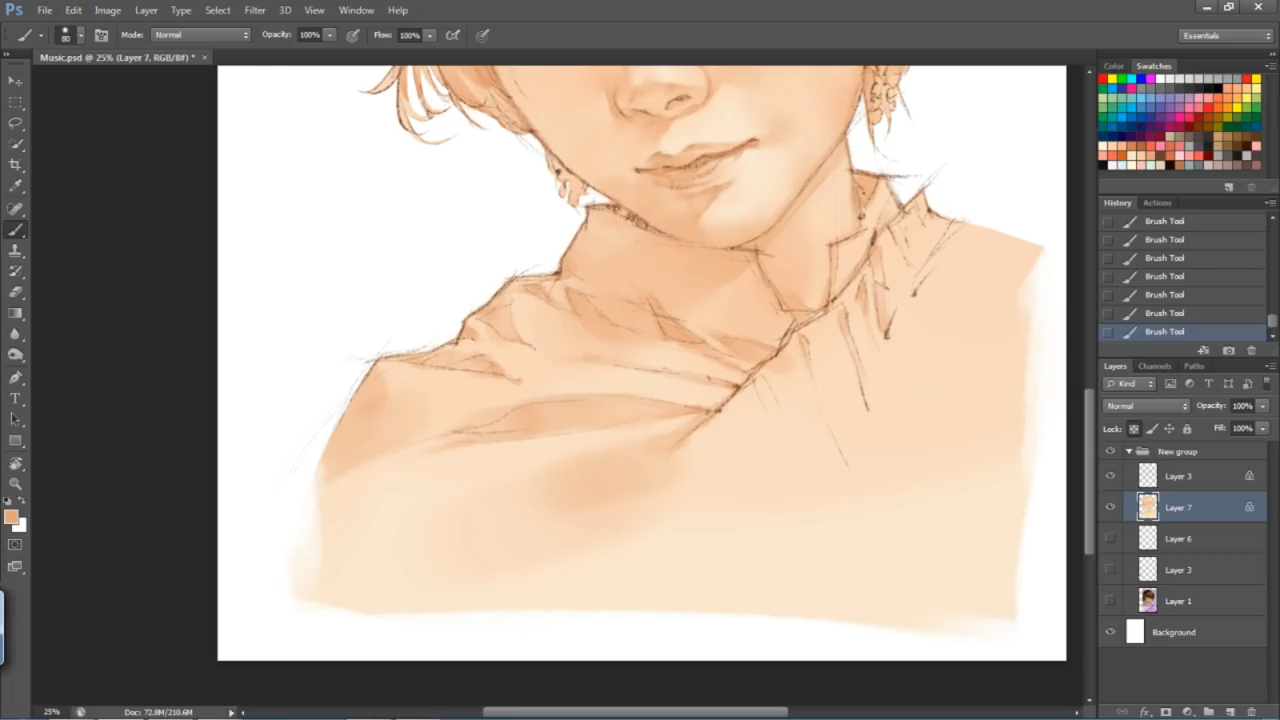 Ps File Edit Image Layer Type Select Filter 3D View Window Help
80 Mode: Normal Opacity: 100% Flow: 100% Essentials
Music.psd @ 25% (Layer 7, RGB/8#) * ×
Color Swatches
History Actions
Brush Tool
Brush Tool
Brush Tool
Brush Tool
Brush Tool
Brush Tool
Brush Tool
Layers Channels Paths
Kind
Normal Opacity: 100%
Lock: Fill: 100%
New group
Layer 3
Layer 7
Layer 6
Layer 3
Layer 1
Background
25% Doc: 72.8M/210.6M